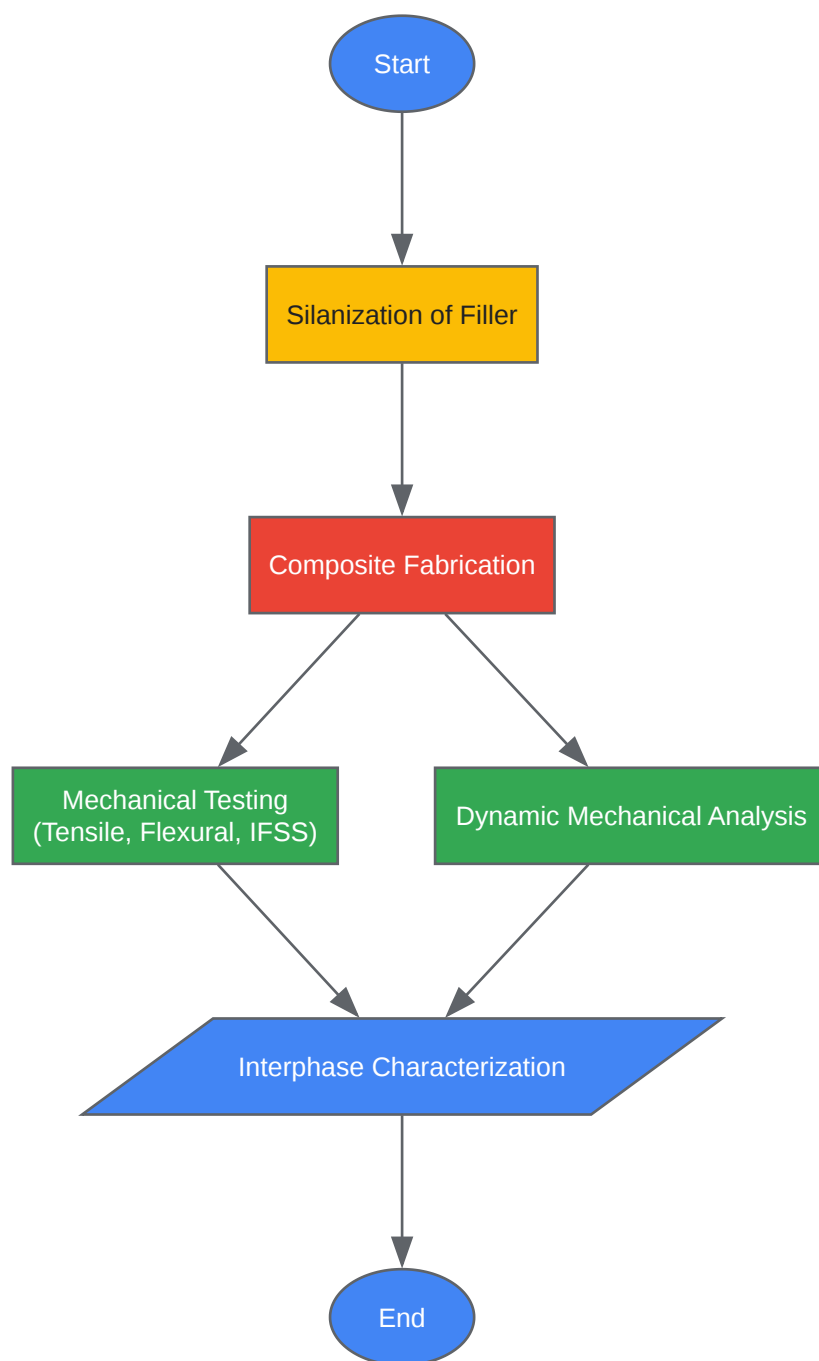 Start
Silanization of Filler
Composite Fabrication
Mechanical Testing
(Tensile, Flexural, IFSS)
Dynamic Mechanical Analysis
Interphase Characterization
End